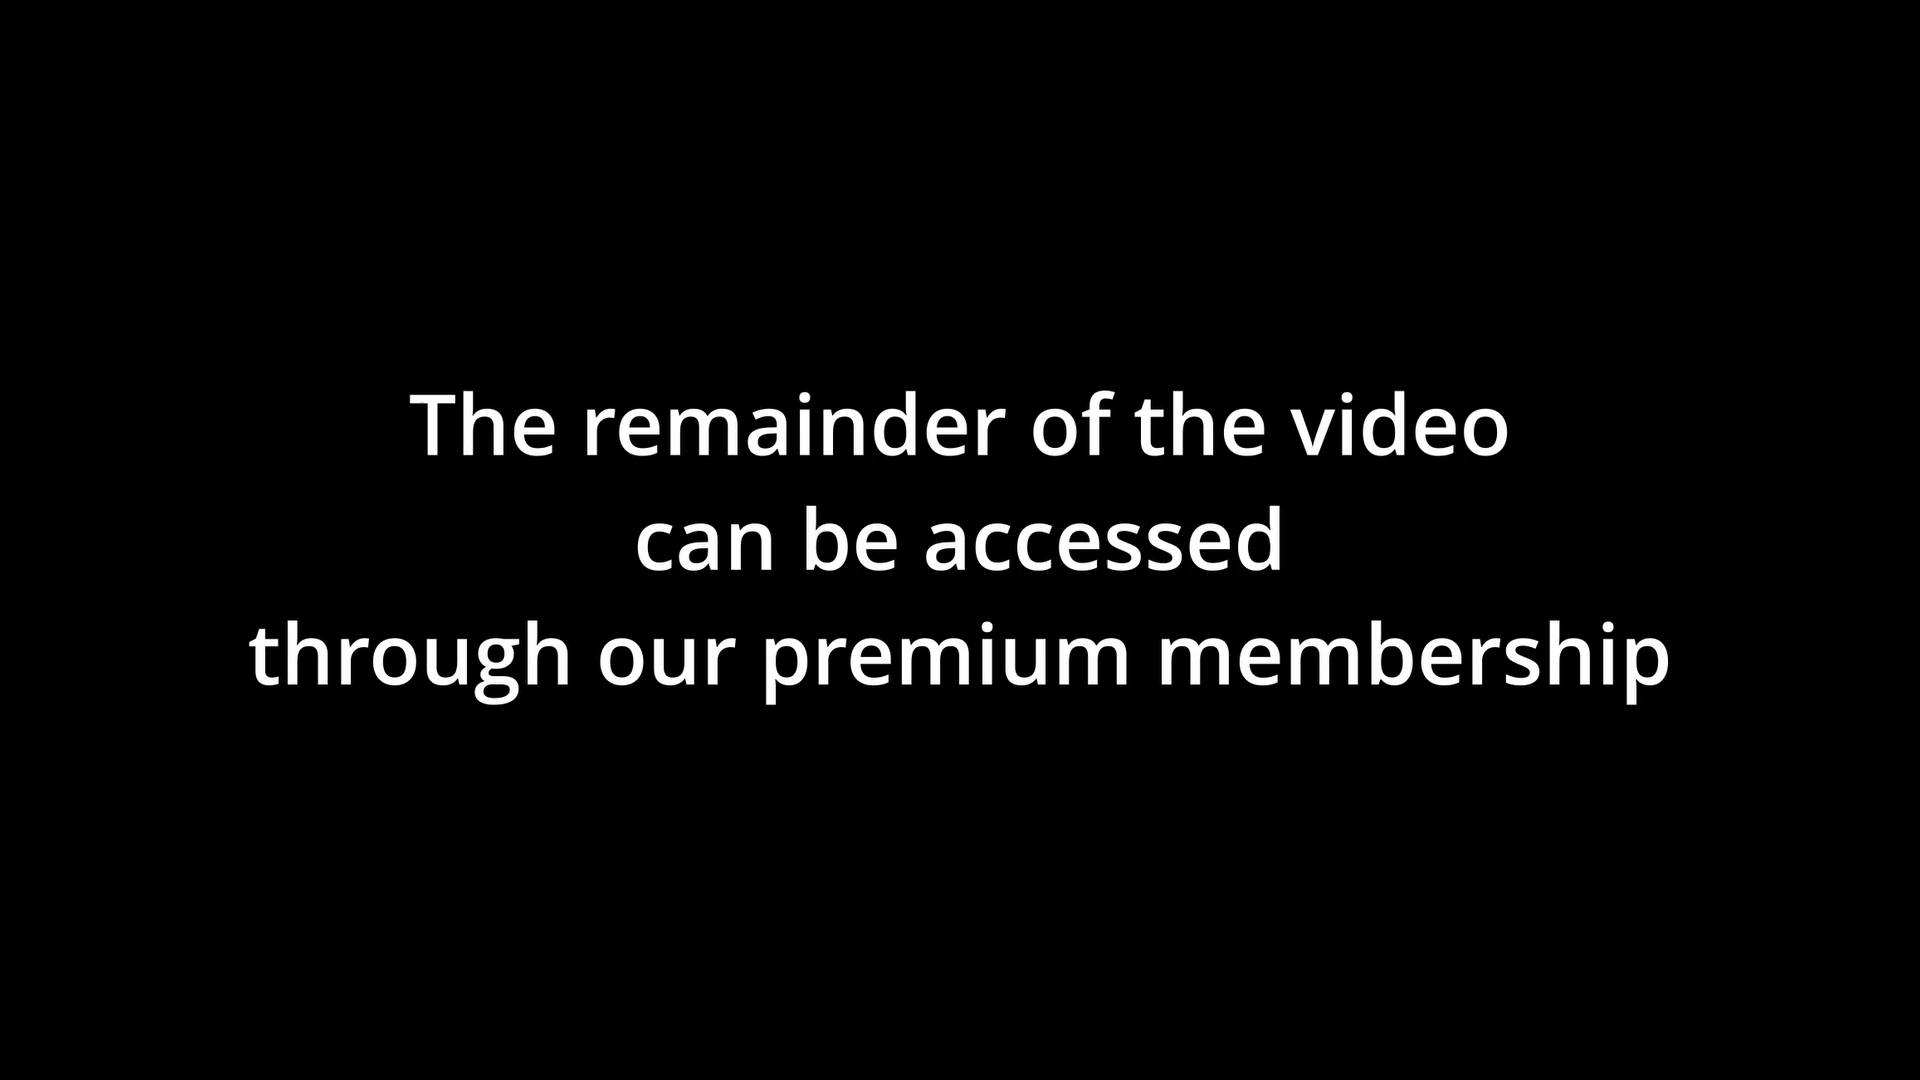 The remainder of the video
can be accessed
through our premium membership